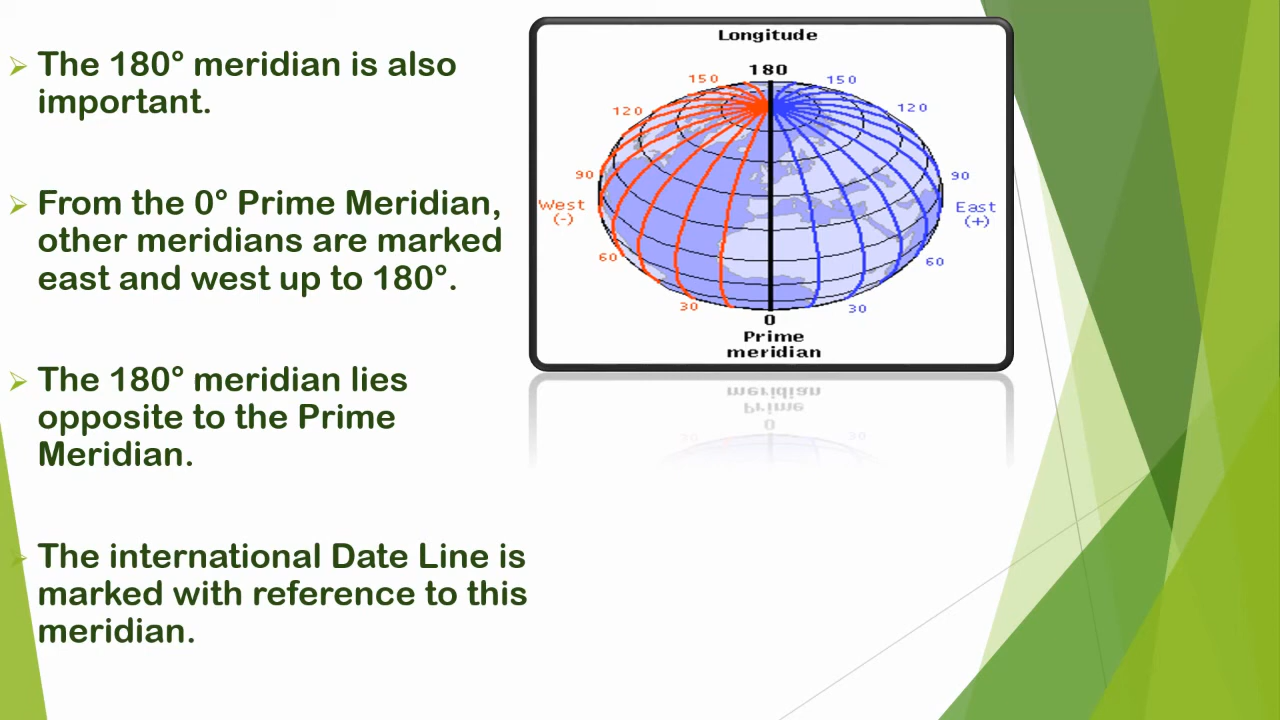 The 180° meridian is also
important.
From the 0° Prime Meridian,
other meridians are marked
east and west up to 180°.
The 180° meridian lies
opposite to the Prime
Meridian.
The international Date Line is
marked with reference to this
meridian.
Longitude
180
150 150
120 120
90 90
West East
(-) (+)
60 60
30 30
0
Prime
meridian